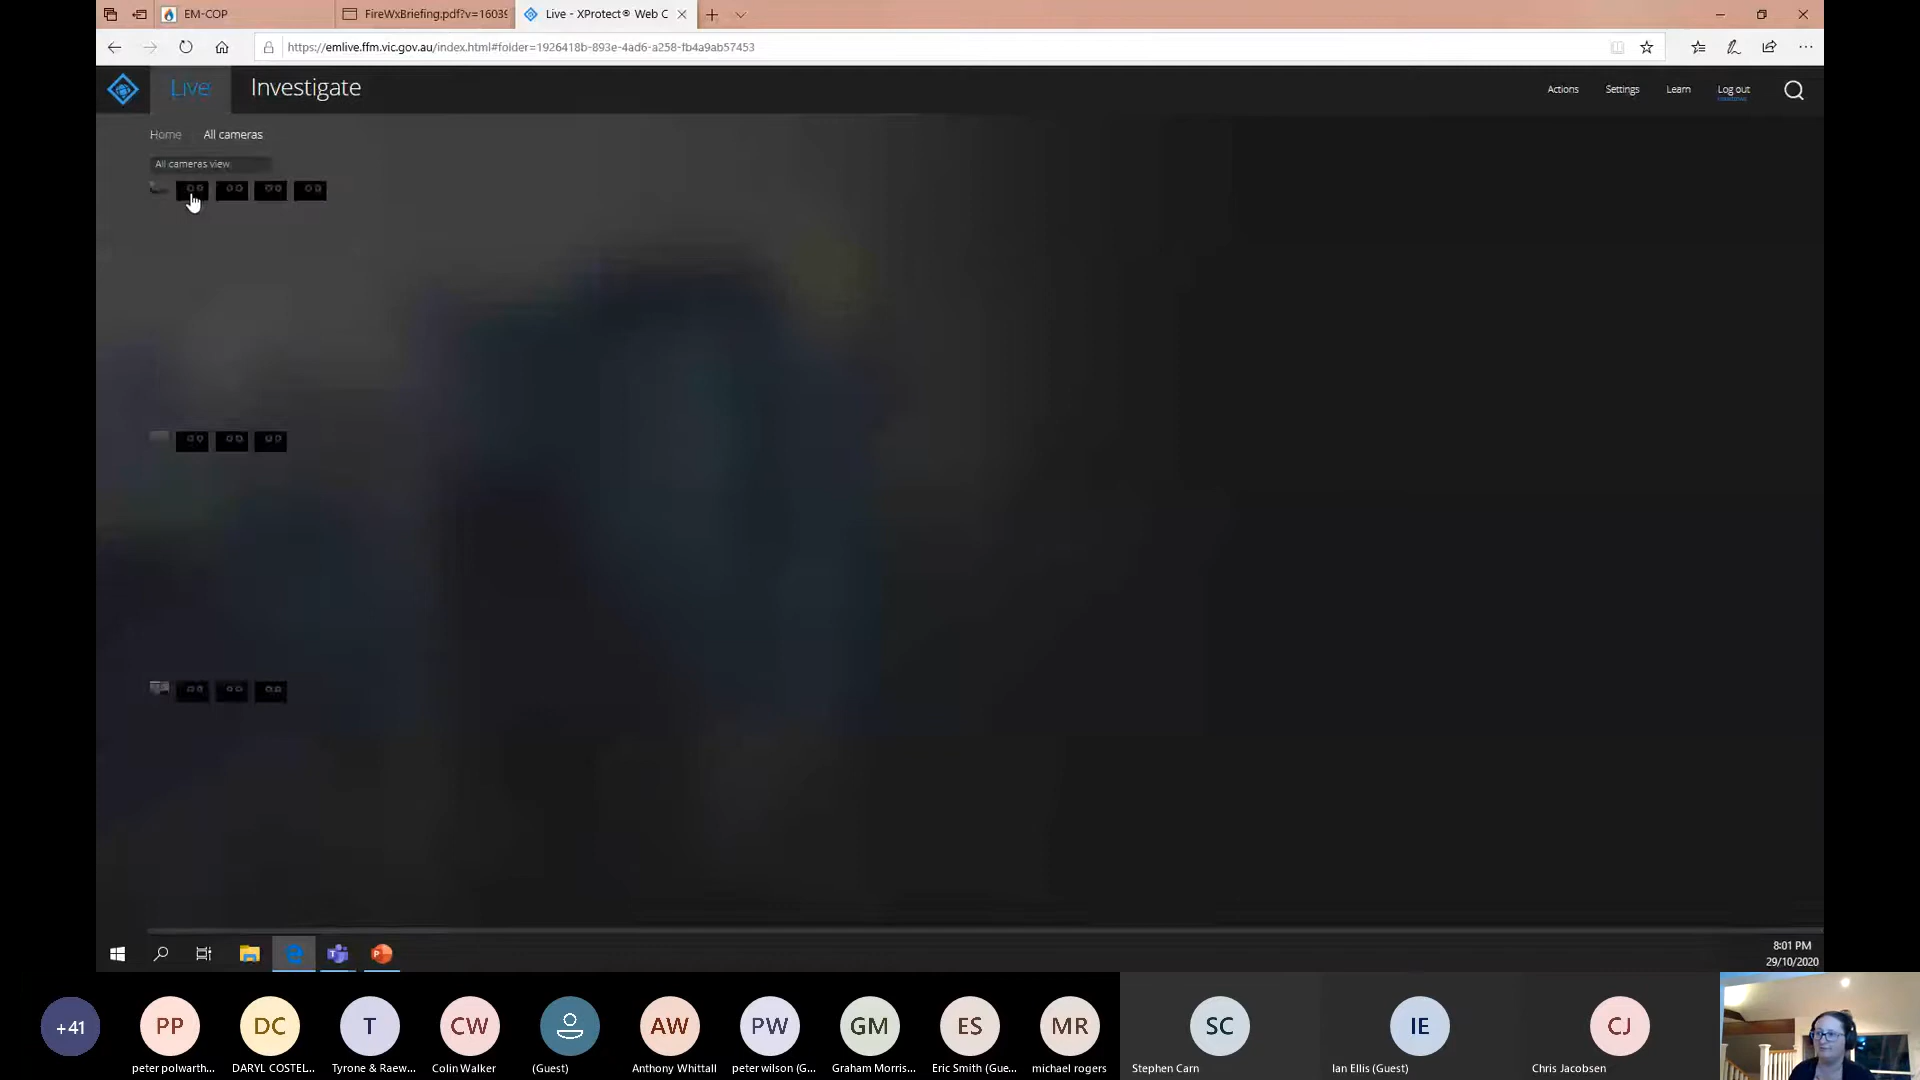 EM-COP
FireWxBriefing.pdf?v=16039
Live - XProtect® Web C
https://emlive.ffm.vic.gov.au/index.html#folder=1926418b-893e-4ad6-a258-fb4a9ab57453
Live
Investigate
Actions
Settings
Learn
Log out
Home
All cameras
All cameras view
8:01 PM
29/10/2020
+41
PP
DC
T
CW
AW
PW
GM
ES
MR
SC
IE
CJ
peter polwarth...
DARYL COSTEL...
Tyrone & Raew...
Colin Walker
(Guest)
Anthony Whittall
peter wilson (G...
Graham Morris...
Eric Smith (Gue...
michael rogers
Stephen Carn
Ian Ellis (Guest)
Chris Jacobsen